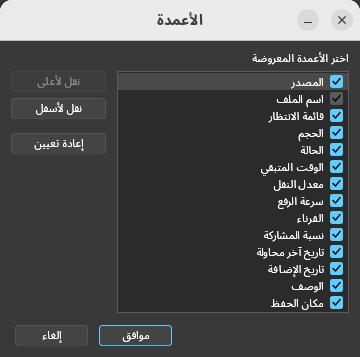 الأعمدة
اختر الأعمدة المعروضة
المصدر
اسم الملف
قائمة الانتظار
الحجم
الحالة
الوقت المتبقي
معدل النقل
سرعة الرفع
القرناء
نسبة المشاركة
تاريخ آخر محاولة
تاريخ الإضافة
الوصف
مكان الحفظ
نقل لأعلى
نقل لأسفل
إعادة تعيين
موافق
إلغاء